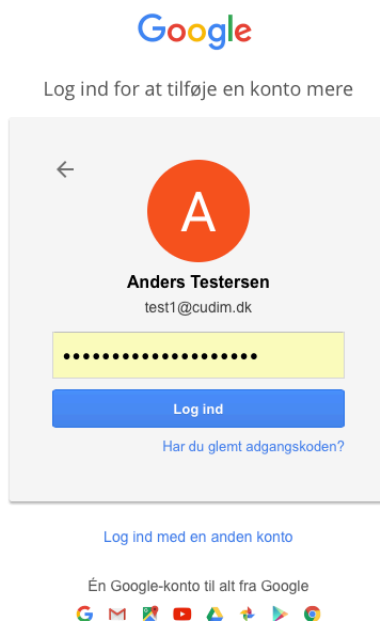 Google
Log ind for at tilføje en konto mere
A
Anders Testersen
test1@cudim.dk
••••••••••••••••••••
Log ind
Har du glemt adgangskoden?
Log ind med en anden konto
Én Google-konto til alt fra Google